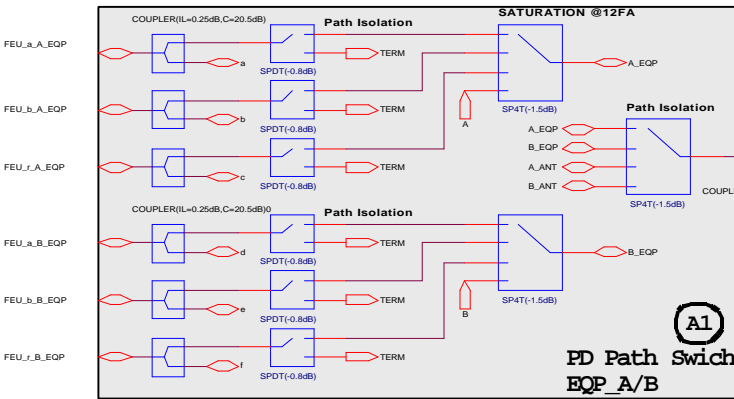 COUPLER(IL=0.25dB,C=20.5dB)
Path Isolation
SATURATION @12FA
FEU_a_A_EQP
a
TERM
SPDT(-0.8dB)
A_EQP
FEU_b_A_EQP
b
TERM
SPDT(-0.8dB)
A
SP4T(-1.5dB)
Path Isolation
A_EQP
B_EQP
A_ANT
B_ANT
SP4T(-1.5dB)
COUPLE
FEU_r_A_EQP
c
TERM
SPDT(-0.8dB)
COUPLER(IL=0.25dB,C=20.5dB)0
Path Isolation
FEU_a_B_EQP
d
TERM
SPDT(-0.8dB)
B_EQP
FEU_b_B_EQP
e
TERM
SPDT(-0.8dB)
B
SP4T(-1.5dB)
FEU_r_B_EQP
f
TERM
SPDT(-0.8dB)
A1
PD Path Swich
EQP_A/B